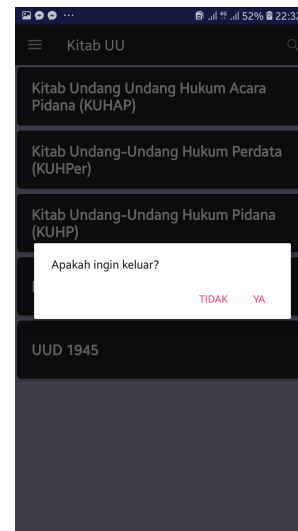 52% 22:32
Kitab UU
Kitab Undang Undang Hukum Acara
Pidana (KUHAP)
Kitab Undang-Undang Hukum Perdata
(KUHPer)
Kitab Undang-Undang Hukum Pidana
(KUHP)
Apakah ingin keluar?
TIDAK YA
UUD 1945